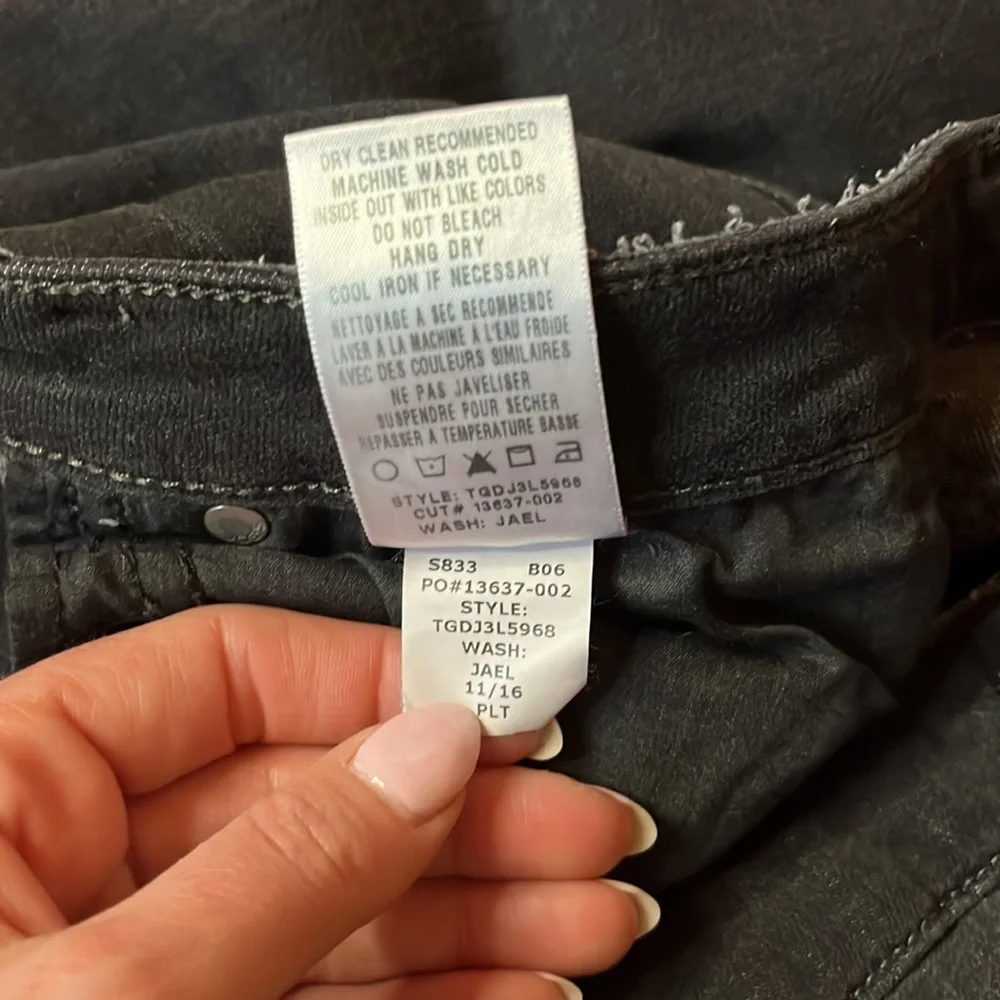 DRY CLEAN RECOMMENDED
MACHINE WASH COLD
INSIDE OUT WITH LIKE COLORS
DO NOT BLEACH
HANG DRY
COOL IRON IF NECESSARY
NETTOYAGE A SEC RECOMMENDE
LAVER A LA MACHINE A L'EAU FROIDE
AVEC DES COULEURS SIMILAIRES
NE PAS JAVELISER
SUSPENDRE POUR SECHER
REPASSER A TEMPERATURE BASSE
STYLE: TGDJ3L5968
CUT# 13637-002
WASH: JAEL
S833 B06
PO#13637-002
STYLE:
TGDJ3L5968
WASH:
JAEL
11/16
PLT